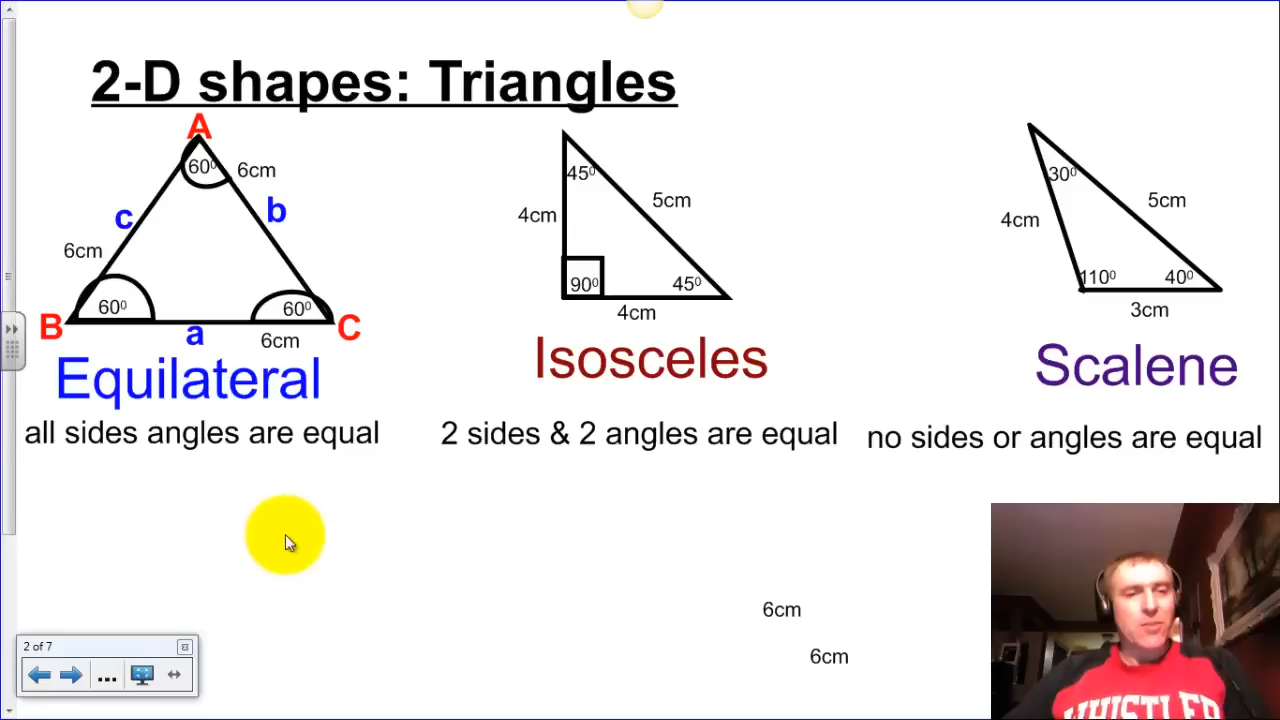 2-D shapes: Triangles
A
60⁰
6cm
c
b
6cm
60⁰
60⁰
B
a
6cm
C
Equilateral
all sides angles are equal
45⁰
4cm
5cm
90⁰
45⁰
4cm
Isosceles
2 sides & 2 angles are equal
30⁰
4cm
5cm
110⁰
40⁰
3cm
Scalene
no sides or angles are equal
6cm
6cm
2 of 7
WHISTLER